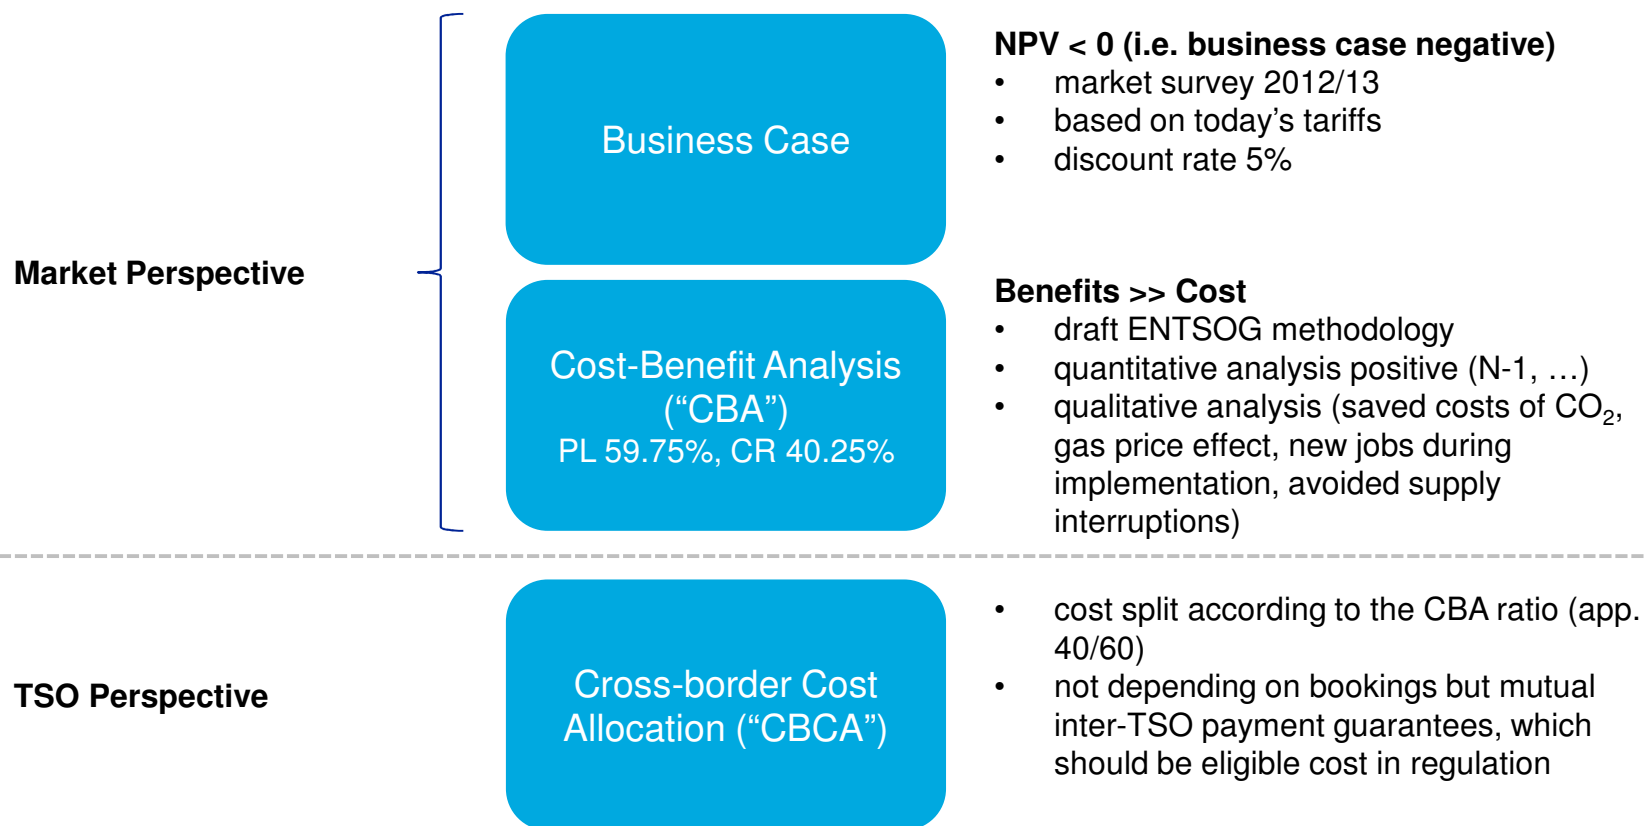 Market Perspective
Business Case
NPV < 0 (i.e. business case negative)
• market survey 2012/13
• based on today’s tariffs
• discount rate 5%
Cost-Benefit Analysis
(“CBA”)
PL 59.75%, CR 40.25%
Benefits >> Cost
• draft ENTSOG methodology
• quantitative analysis positive (N-1, …)
• qualitative analysis (saved costs of CO₂,
gas price effect, new jobs during
implementation, avoided supply
interruptions)
TSO Perspective
Cross-border Cost
Allocation (“CBCA”)
• cost split according to the CBA ratio (app.
40/60)
• not depending on bookings but mutual
inter-TSO payment guarantees, which
should be eligible cost in regulation